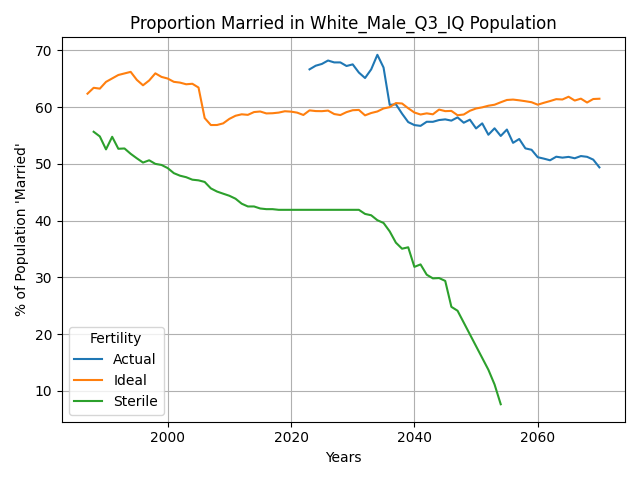 Proportion Married in White_Male_Q3_IQ Population
% of Population 'Married'
70
60
50
40
30
20
10
Fertility
Actual
Ideal
Sterile
2000 2020 2040 2060
Years